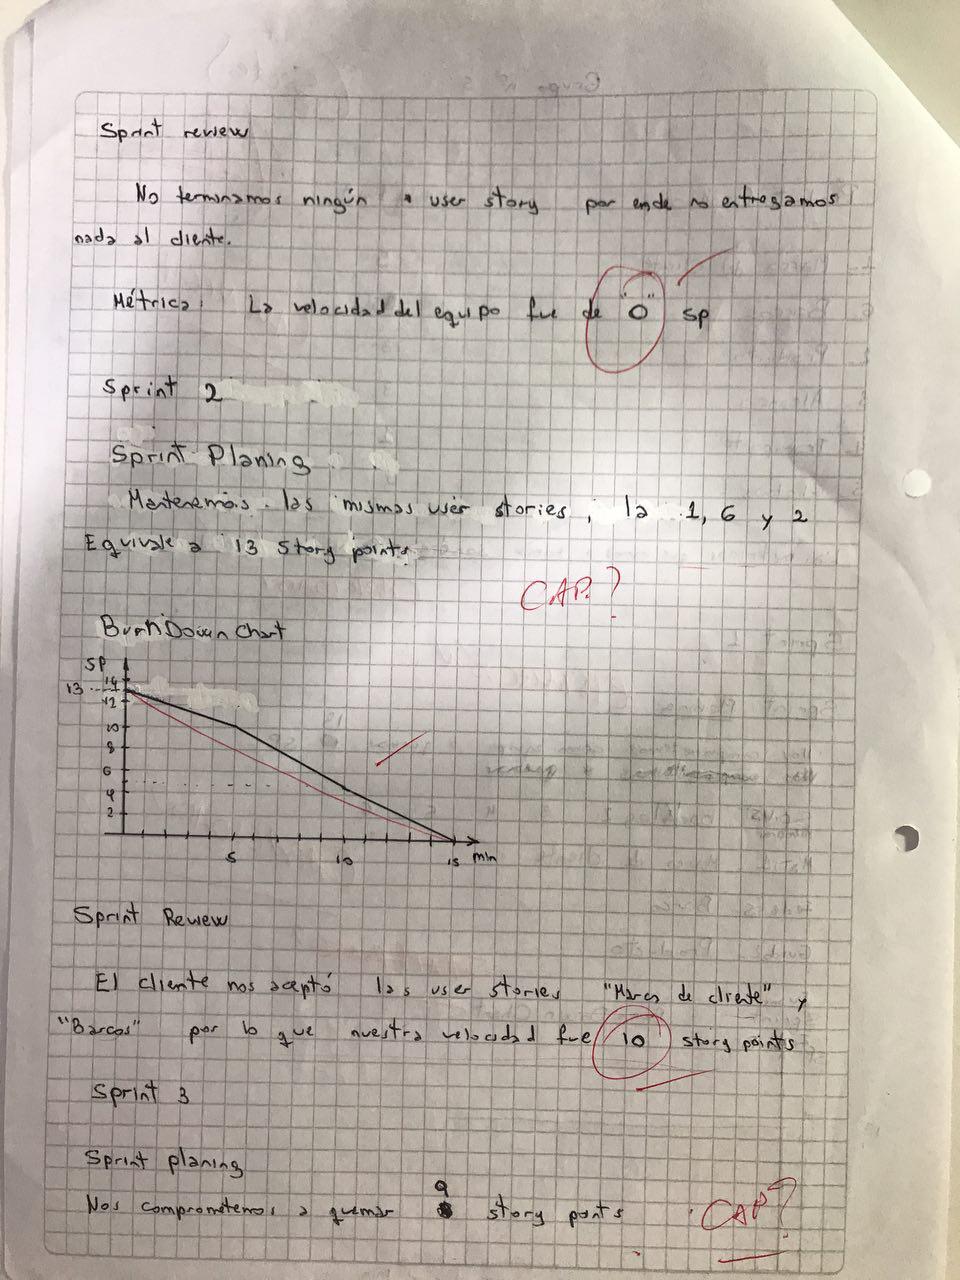 Sprint review
No terminamos ningún user story por ende no entregamos
nada al cliente.
Métrica: La velocidad del equipo fue de "0" SP
Sprint 2
Sprint Planing
Mantenemos las mismas user stories, la 1, 6 y 2
Equivale a 13 story points.
CAP.?
BurnDown Chart
SP
14
13
12
10
8
6
4
2
5 10 15 min
Sprint Review
El cliente nos aceptó las user stories "Marca de cliente" y
"Barcos" por lo que nuestra velocidad fue 10 story points
Sprint 3
Sprint planing
9
Nos comprometemos a quemar story points
CAP?